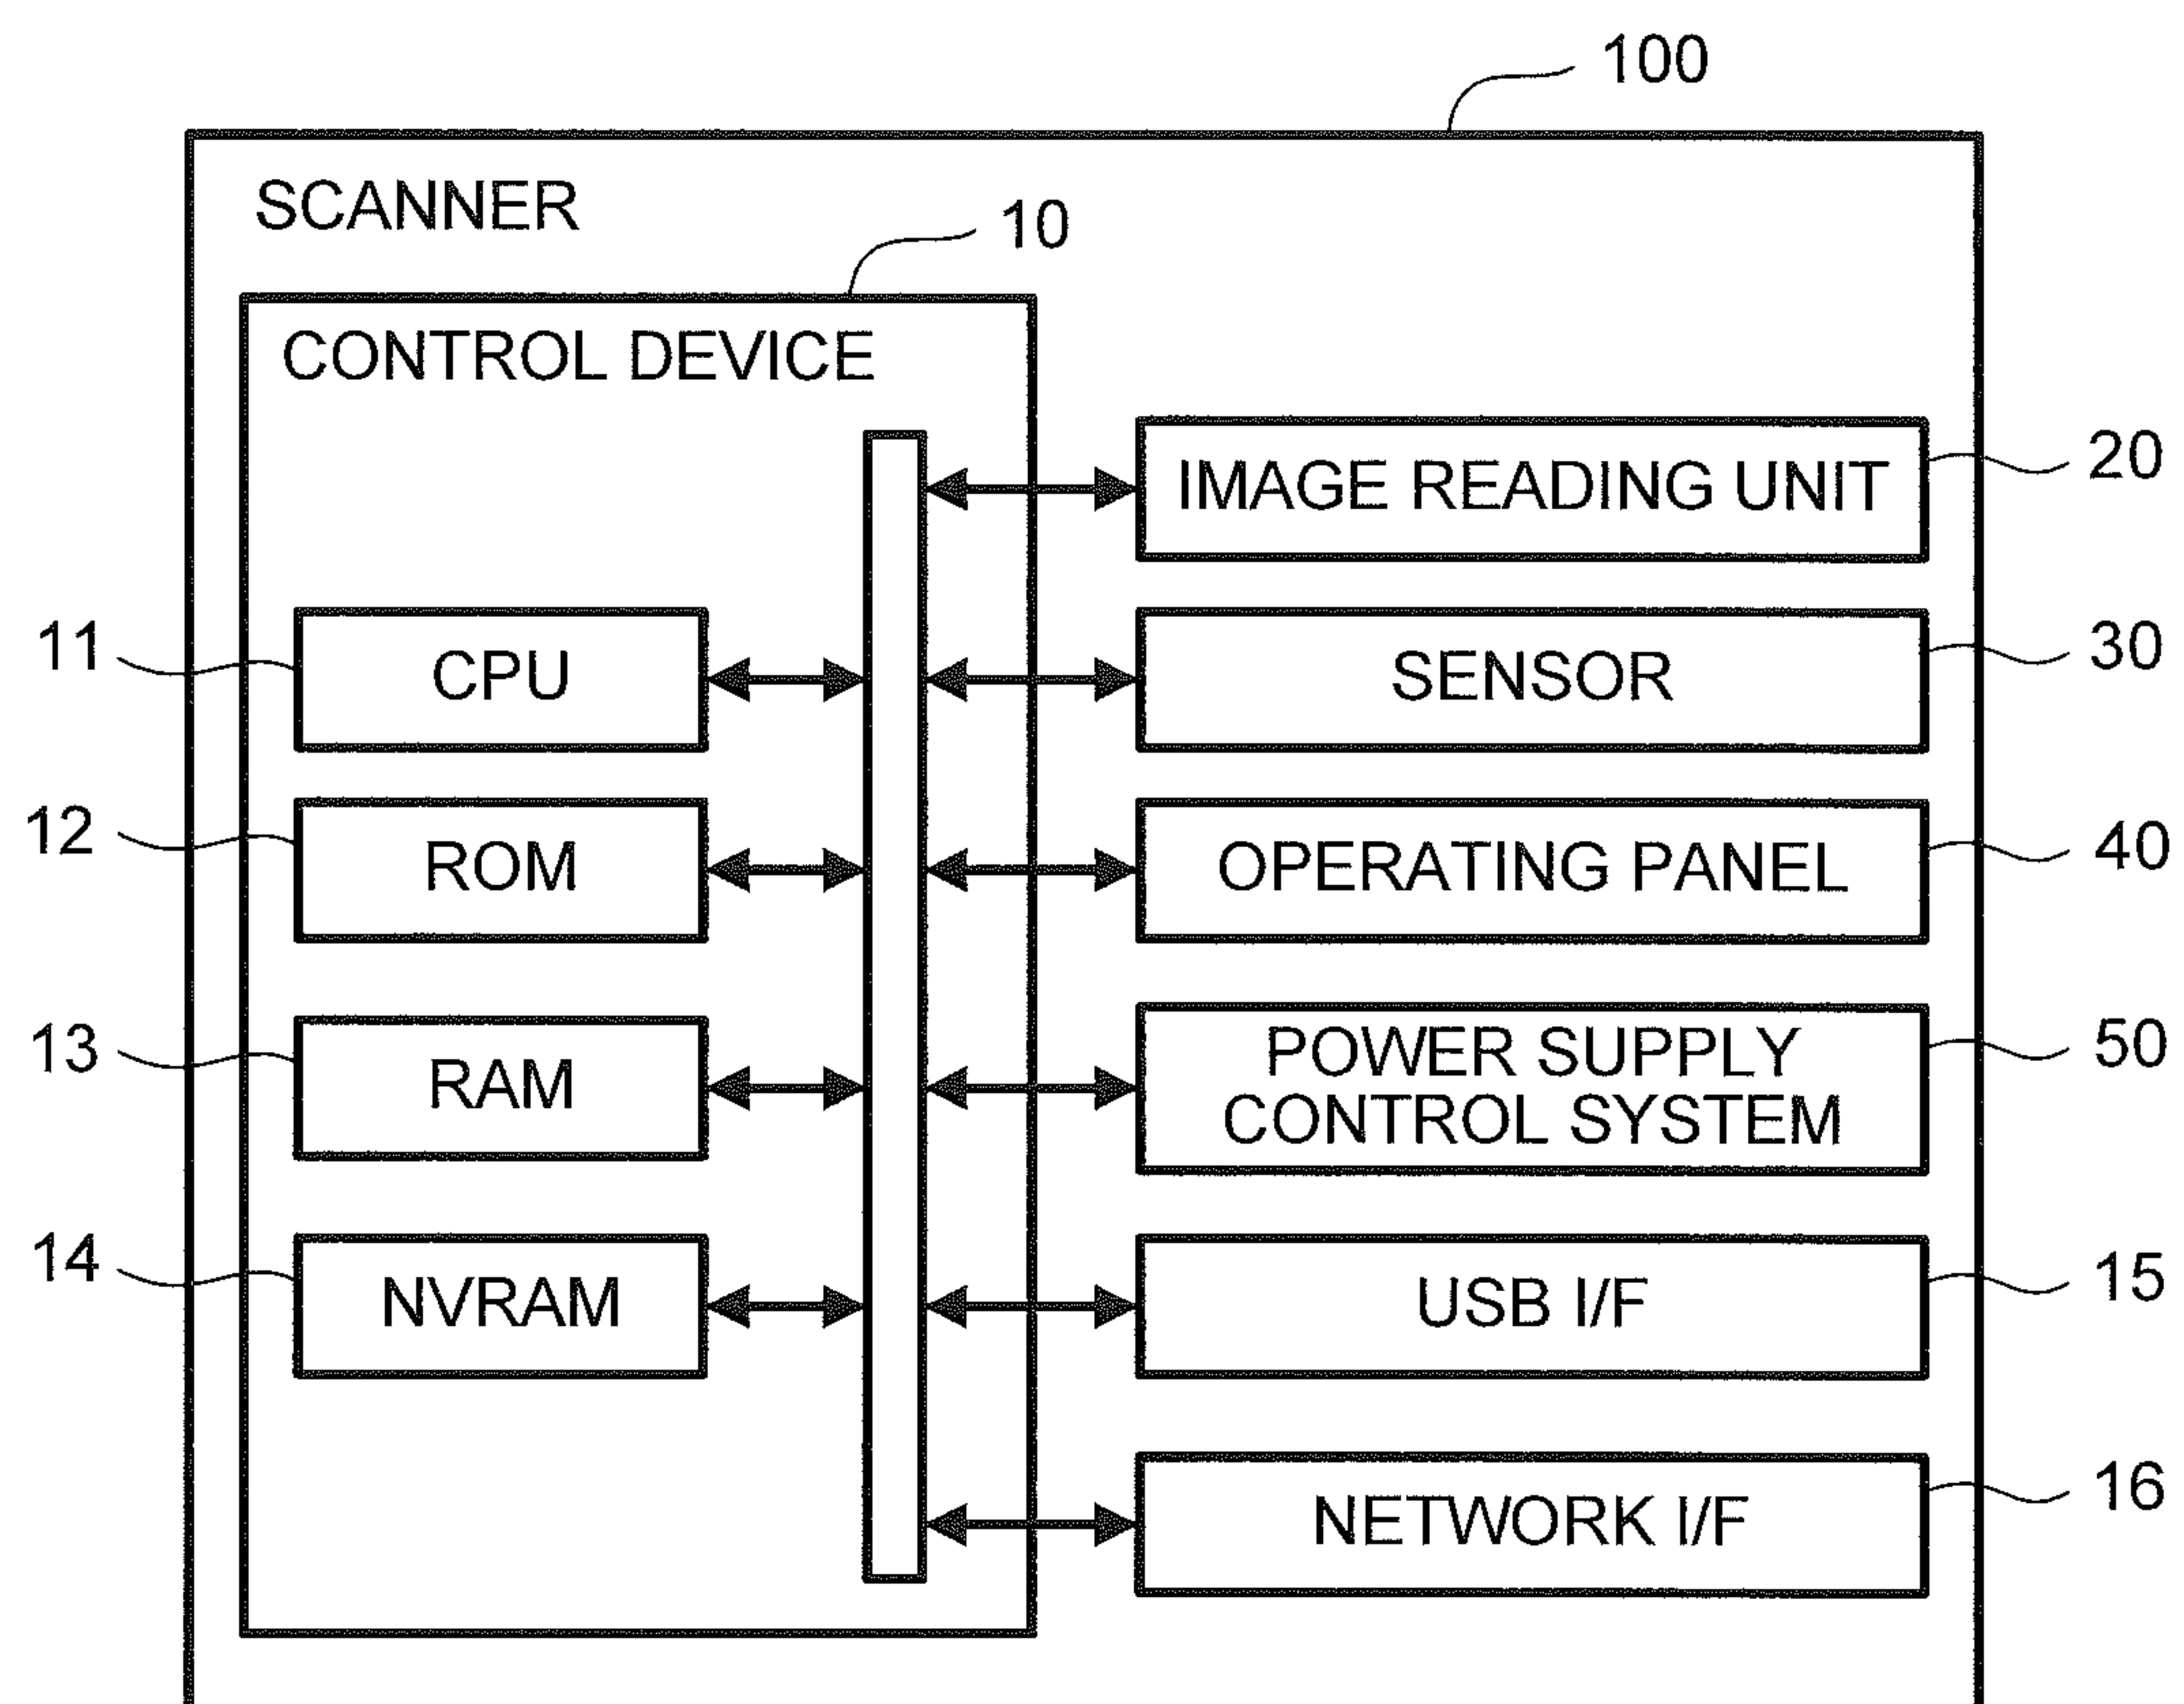 100
SCANNER
10
CONTROL DEVICE
IMAGE READING UNIT
20
11
CPU
SENSOR
30
12
ROM
OPERATING PANEL
40
13
RAM
POWER SUPPLY
CONTROL SYSTEM
50
14
NVRAM
USB I/F
15
NETWORK I/F
16